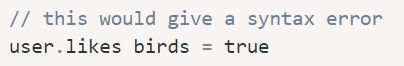 // this would give a syntax error
user.likes birds = true